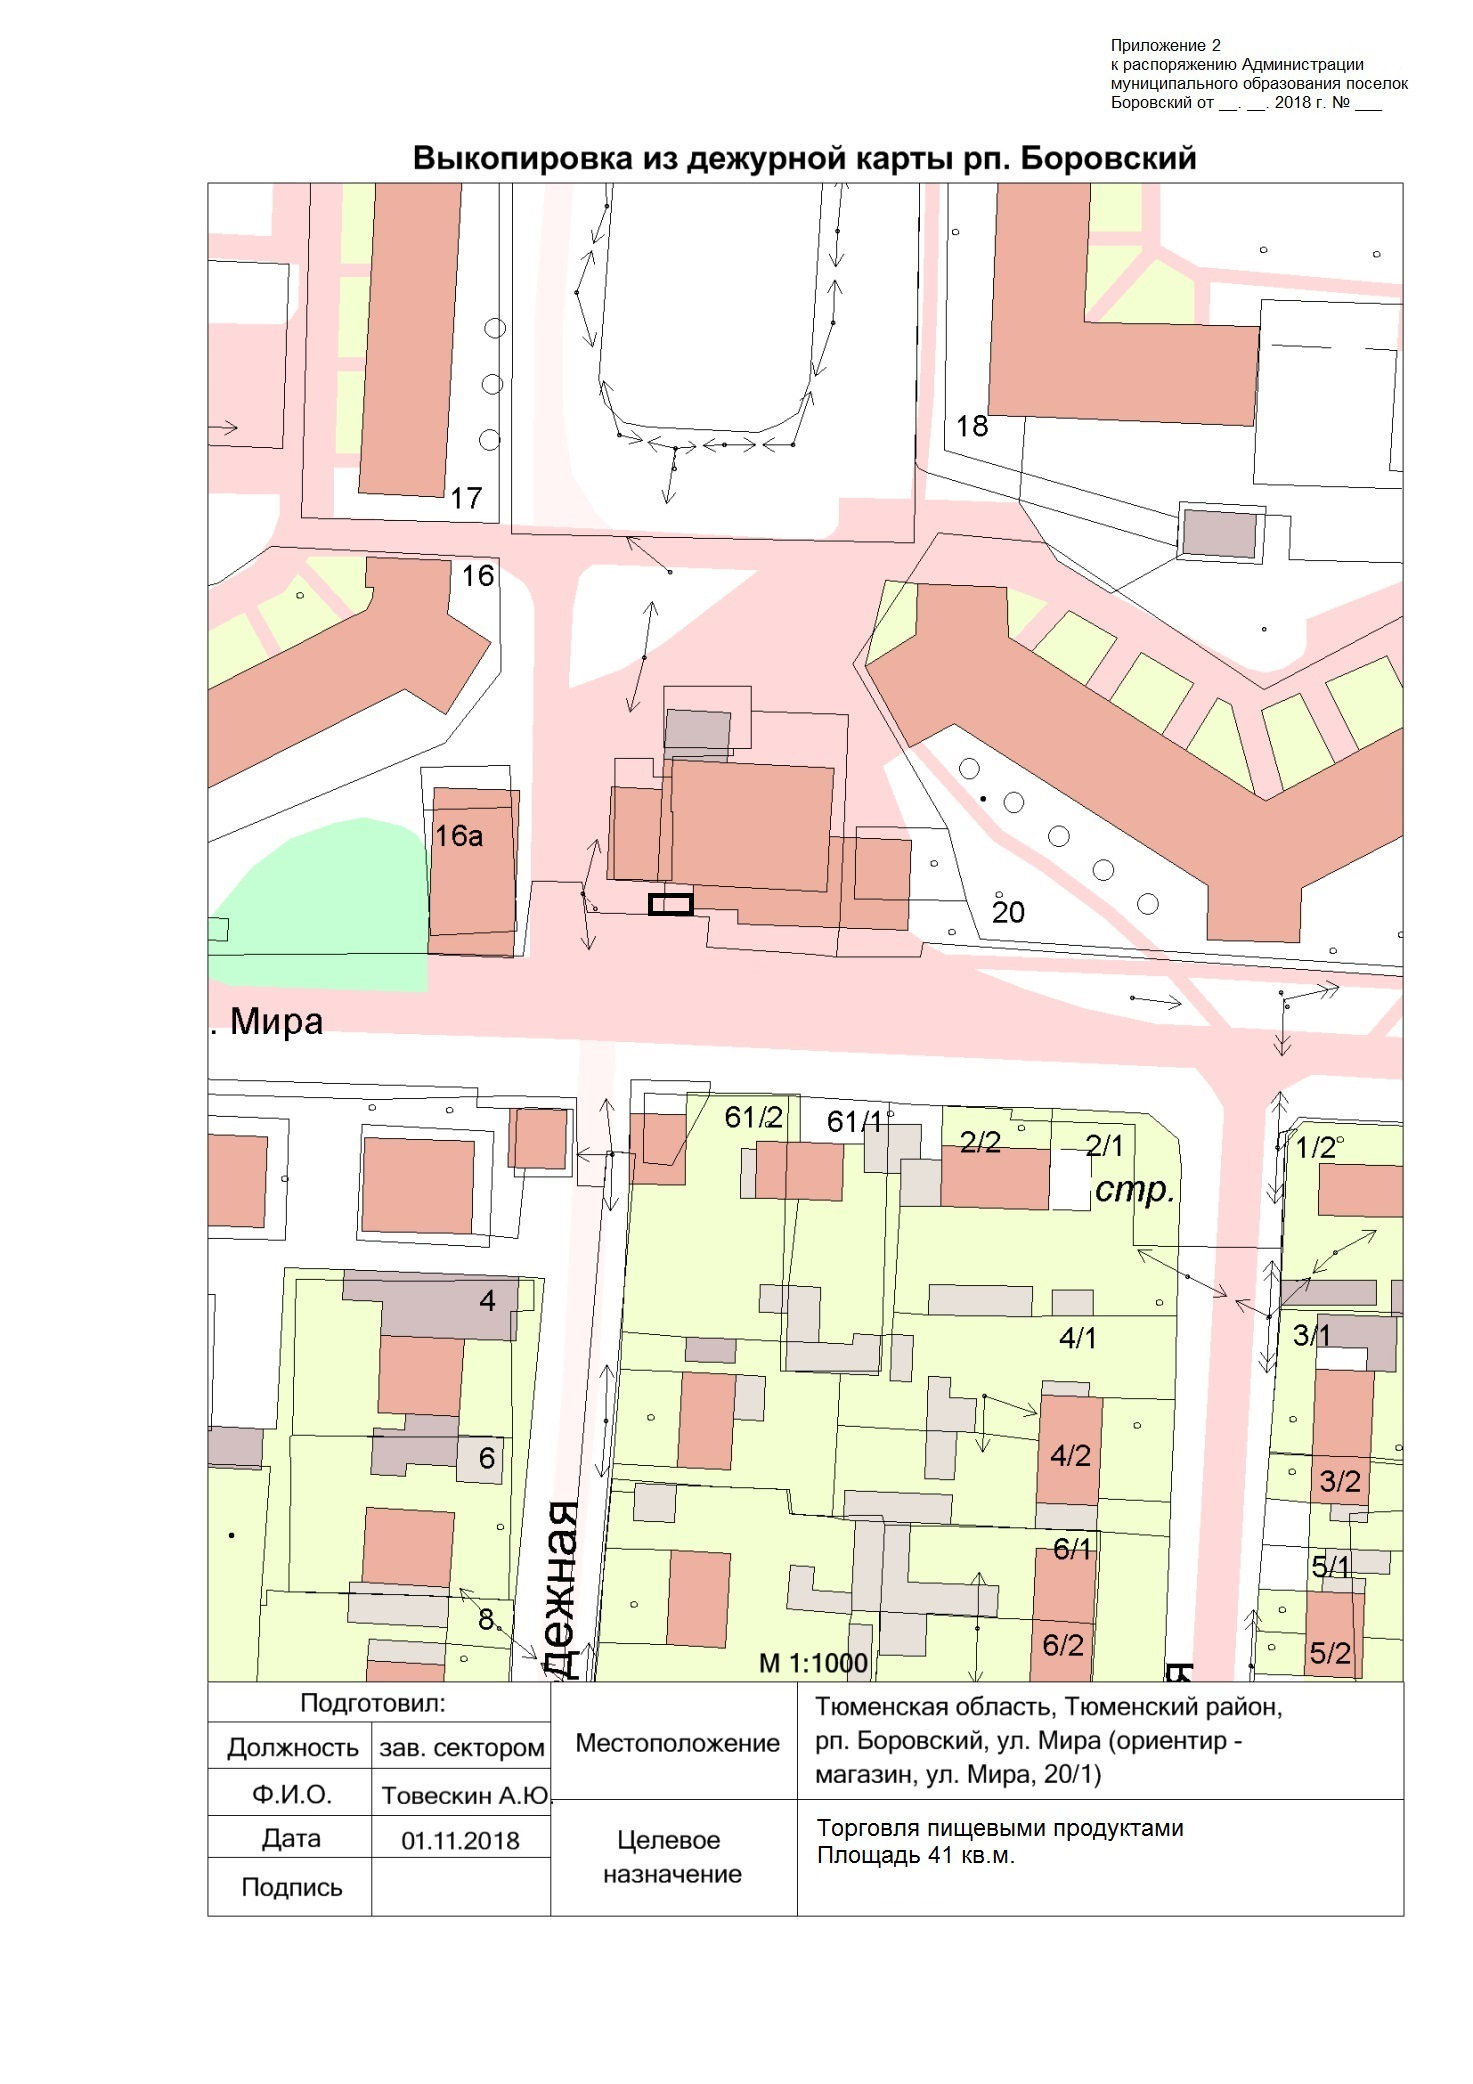 Приложение 2
к распоряжению Администрации
муниципального образования поселок
Боровский от __. __. 2018 г. № ___
Выкопировка из дежурной карты рп. Боровский
18
17
16
16а
20
. Мира
61/2
61/1
2/2
2/1
1/2
стр.
4
4/1
3/1
6
4/2
3/2
6/1
5/1
8
6/2
5/2
дежная
я
М 1:1000
Подготовил:
Должность
зав. сектором
Ф.И.О.
Товескин А.Ю.
Дата
01.11.2018
Подпись
Местоположение
Тюменская область, Тюменский район,
рп. Боровский, ул. Мира (ориентир -
магазин, ул. Мира, 20/1)
Целевое
назначение
Торговля пищевыми продуктами
Площадь 41 кв.м.